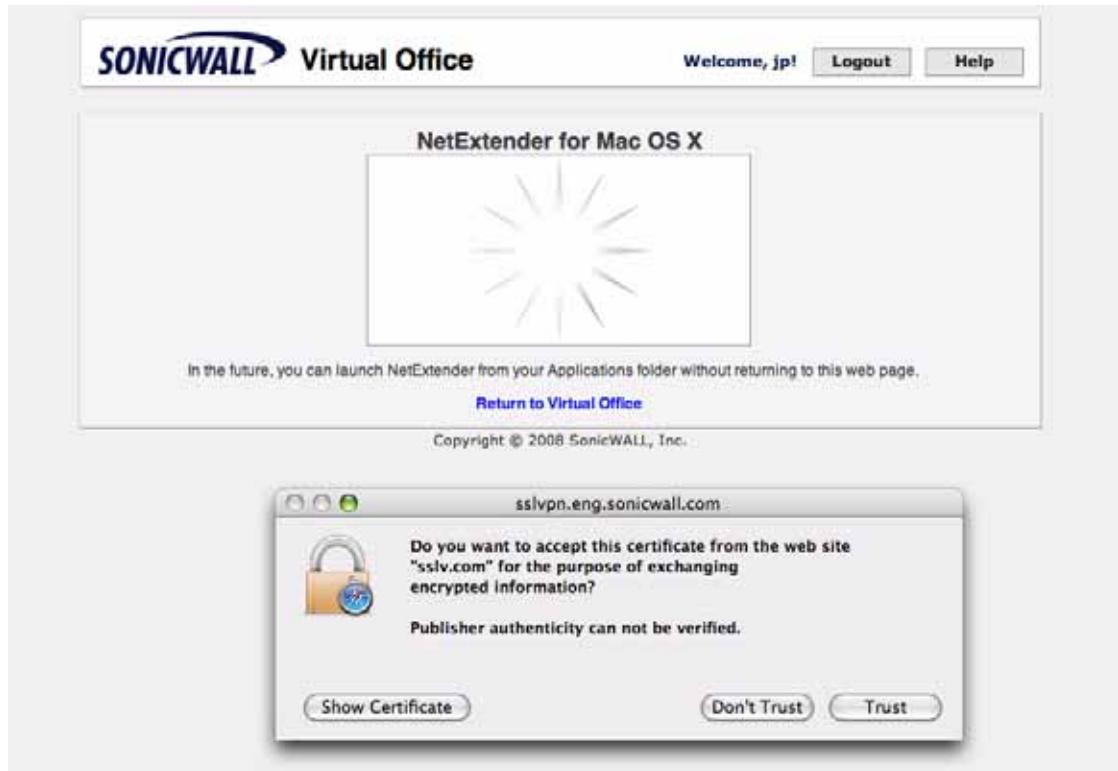 SONICWALL Virtual Office
Welcome, jp! Logout Help
NetExtender for Mac OS X
In the future, you can launch NetExtender from your Applications folder without returning to this web page.
Return to Virtual Office
Copyright © 2008 SonicWALL, Inc.
sslvpn.eng.sonicwall.com
Do you want to accept this certificate from the web site
"sslv.com" for the purpose of exchanging
encrypted information?
Publisher authenticity can not be verified.
Show Certificate Don't Trust Trust